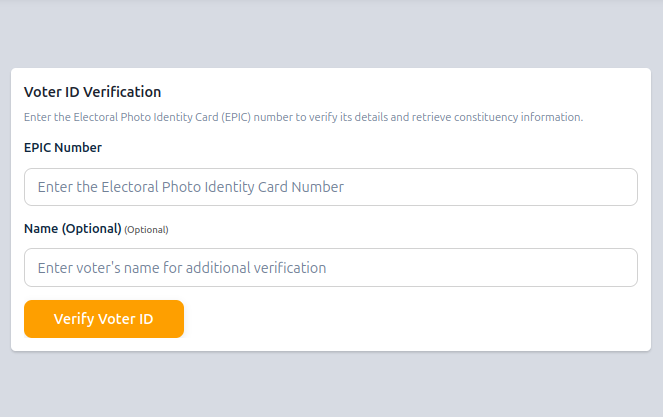 Voter ID Verification
Enter the Electoral Photo Identity Card (EPIC) number to verify its details and retrieve constituency information.
EPIC Number
Enter the Electoral Photo Identity Card Number
Name (Optional) (Optional)
Enter voter's name for additional verification
Verify Voter ID